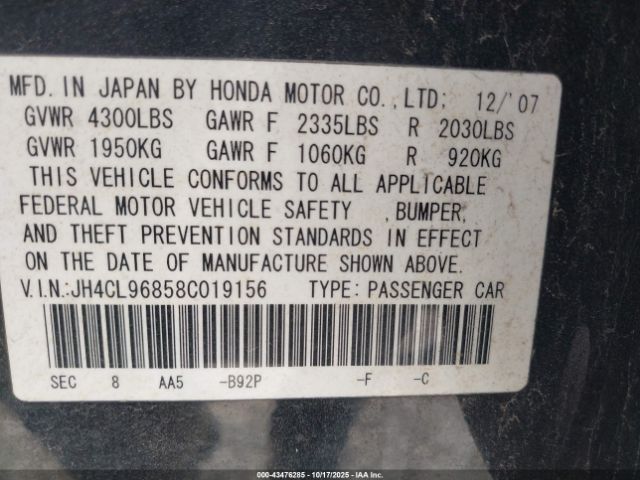 MFD. IN JAPAN BY HONDA MOTOR CO., LTD; 12/'07
GVWR 4300LBS GAWR F 2335LBS R 2030LBS
GVWR 1950KG GAWR F 1060KG R 920KG
THIS VEHICLE CONFORMS TO ALL APPLICABLE
FEDERAL MOTOR VEHICLE SAFETY , BUMPER,
AND THEFT PREVENTION STANDARDS IN EFFECT
ON THE DATE OF MANUFACTURE SHOWN ABOVE.
V.I.N:JH4CL96858C019156 TYPE: PASSENGER CAR
SEC 8 AA5 -B92P -F -C
000-43476285 - 10/17/2025 - IAA Inc.